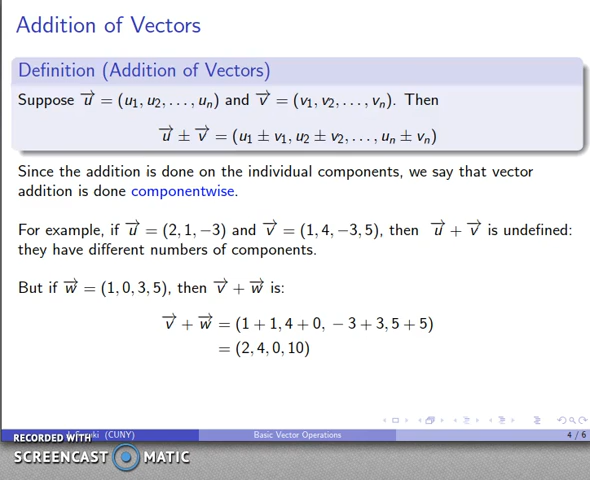 Addition of Vectors
Definition (Addition of Vectors)
Suppose u⃗ = (u₁, u₂, . . . , uₙ) and v⃗ = (v₁, v₂, . . . , vₙ). Then
u⃗ ± v⃗ = (u₁ ± v₁, u₂ ± v₂, . . . , uₙ ± vₙ)
Since the addition is done on the individual components, we say that vector
addition is done componentwise.
For example, if u⃗ = (2, 1, −3) and v⃗ = (1, 4, −3, 5), then u⃗ + v⃗ is undefined:
they have different numbers of components.
But if w⃗ = (1, 0, 3, 5), then v⃗ + w⃗ is:
v⃗ + w⃗ = (1 + 1, 4 + 0, −3 + 3, 5 + 5)
= (2, 4, 0, 10)
(CUNY) Basic Vector Operations 4 / 6
RECORDED WITH
SCREENCAST MATIC